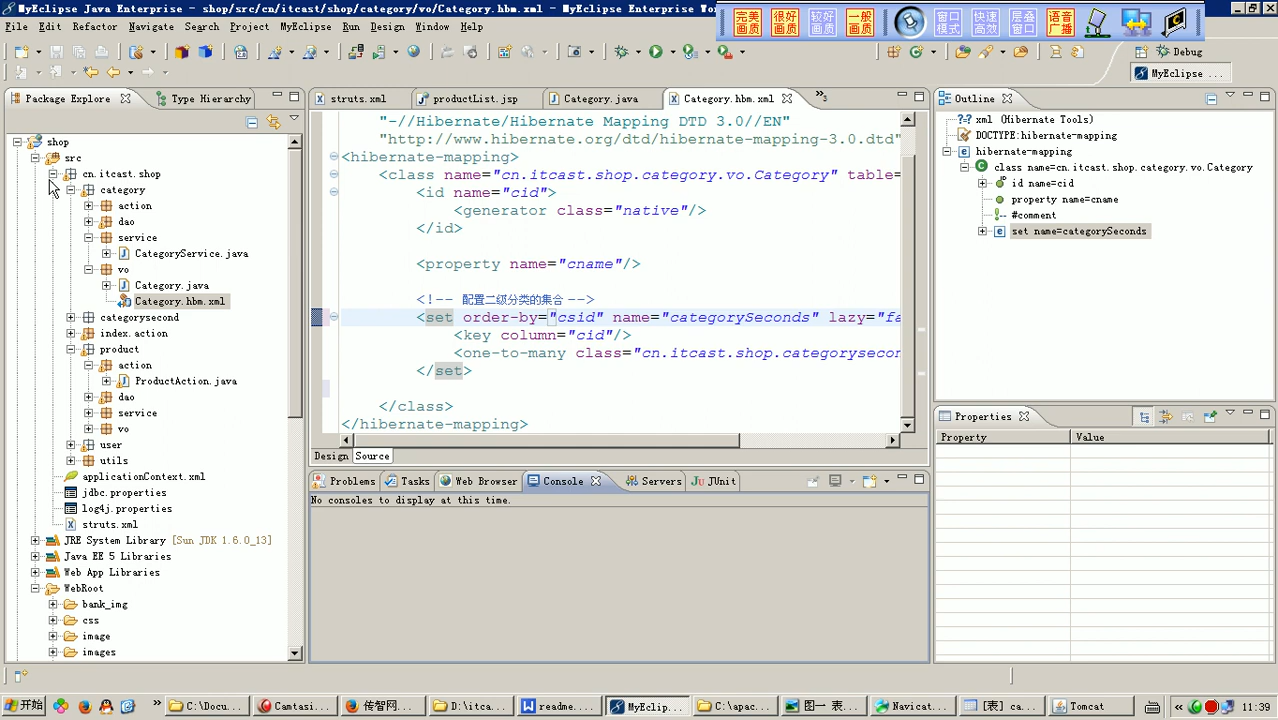 MyEclipse - shop/src/cn/itcast/shop/category/vo/Category.hbm.xml - MyEclipse Enterprise Wo
完美画质 很好画质 较好画质 一般画质 窗口模式 快速高效 层叠窗口 语音广播
File Edit Refactor Navigate Search Project MyEclipse Run Design Window Help
Debug
MyEclipse ...
Package Explore
Type Hierarchy
shop
src
cn.itcast.shop
category
action
dao
service
CategoryService.java
vo
Category.java
Category.hbm.xml
categorysecond
index.action
product
action
ProductAction.java
dao
service
vo
user
utils
applicationContext.xml
jdbc.properties
log4j.properties
struts.xml
JRE System Library [Sun JDK 1.6.0_13]
Java EE 5 Libraries
Web App Libraries
WebRoot
bank_img
css
image
images
struts.xml productList.jsp Category.java Category.hbm.xml »5
"-//Hibernate/Hibernate Mapping DTD 3.0//EN"
"http://www.hibernate.org/dtd/hibernate-mapping-3.0.dtd"
<hibernate-mapping>
<class name="cn.itcast.shop.category.vo.Category" table=
<id name="cid">
<generator class="native"/>
</id>
<property name="cname"/>
<!-- 配置二级分类的集合 -->
<set order-by="csid" name="categorySeconds" lazy="fa
<key column="cid"/>
<one-to-many class="cn.itcast.shop.categorysecon
</set>
</class>
</hibernate-mapping>
Design Source
Problems Tasks Web Browser Console Servers JUnit
No consoles to display at this time.
Outline
xml (Hibernate Tools)
DOCTYPE:hibernate-mapping
hibernate-mapping
class name=cn.itcast.shop.category.vo.Category
id name=cid
property name=cname
#comment
set name=categorySeconds
Properties
Property Value
开始 » C:\Docu... Camtasi... 传智网... D:\itca... readme... MyEclip... C:\apac... 图一 表... Navicat... [表] ca... Tomcat 11:39